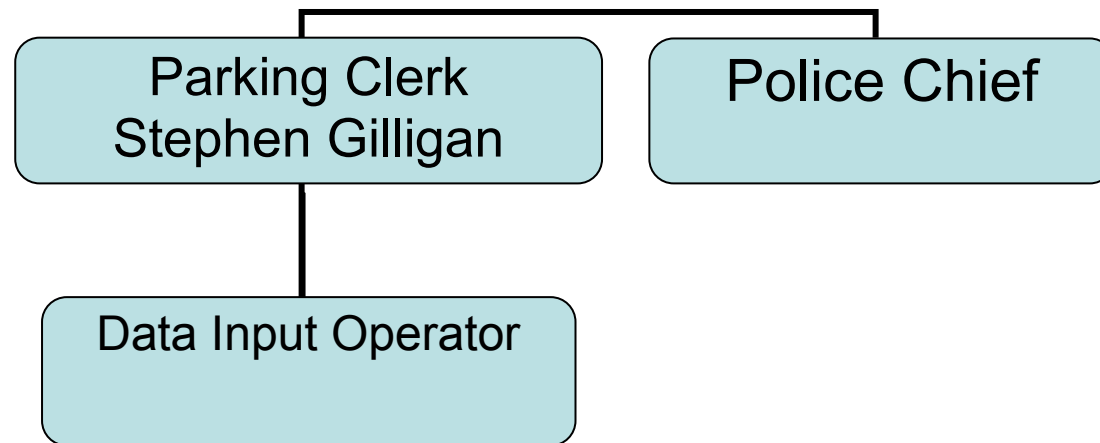 Parking Clerk
Stephen Gilligan
Police Chief
Data Input Operator